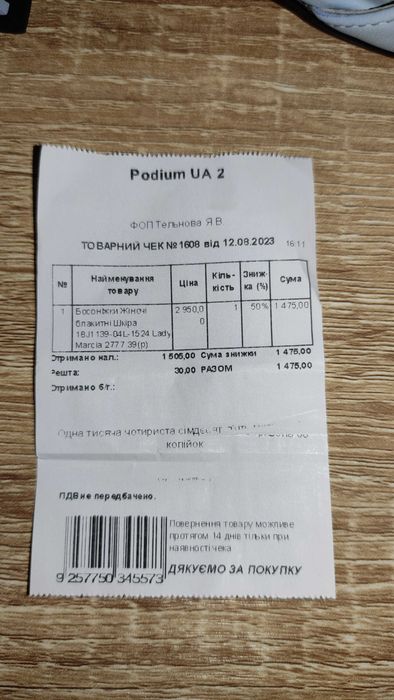 Podium UA 2
ФОП Тельнова Я В
ТОВАРНИЙ ЧЕК № 1608 від 12.08.2023 16:11
№ Найменування товару Ціна Кіль-кість Зниж-ка (%) Сума
1 Босоніжки Жіночі 2 950,0 1 50% 1 475,00
блакитні Шкіра 0
18J1139-04L-1524 Lady
Marcia 2777 39(р)
Отримано нал.: 1 505,00 Сума знижки 1 475,00
Решта: 30,00 РАЗОМ 1 475,00
Отримано б/г.:
Одна тисяча чотириста сімдесят
копійок
ПДВ не передбачено.
Повернення товару можливе
протягом 14 днів тільки при
наявності чека
ДЯКУЄМО ЗА ПОКУПКУ
9 257750 345573